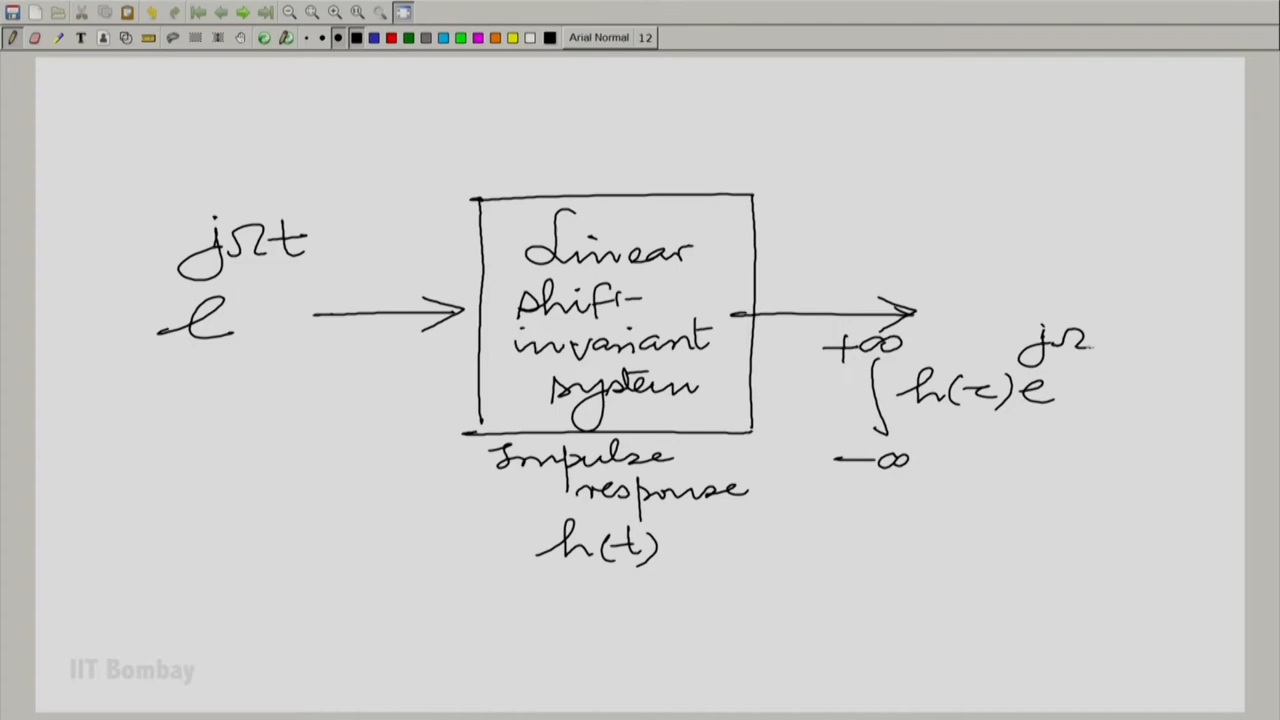 Arial Normal 12
e^{jΩt}
Linear
shift-
invariant
system
Impulse
response
h(t)
+∞
∫ h(τ) e^{jΩ
−∞
IIT Bombay